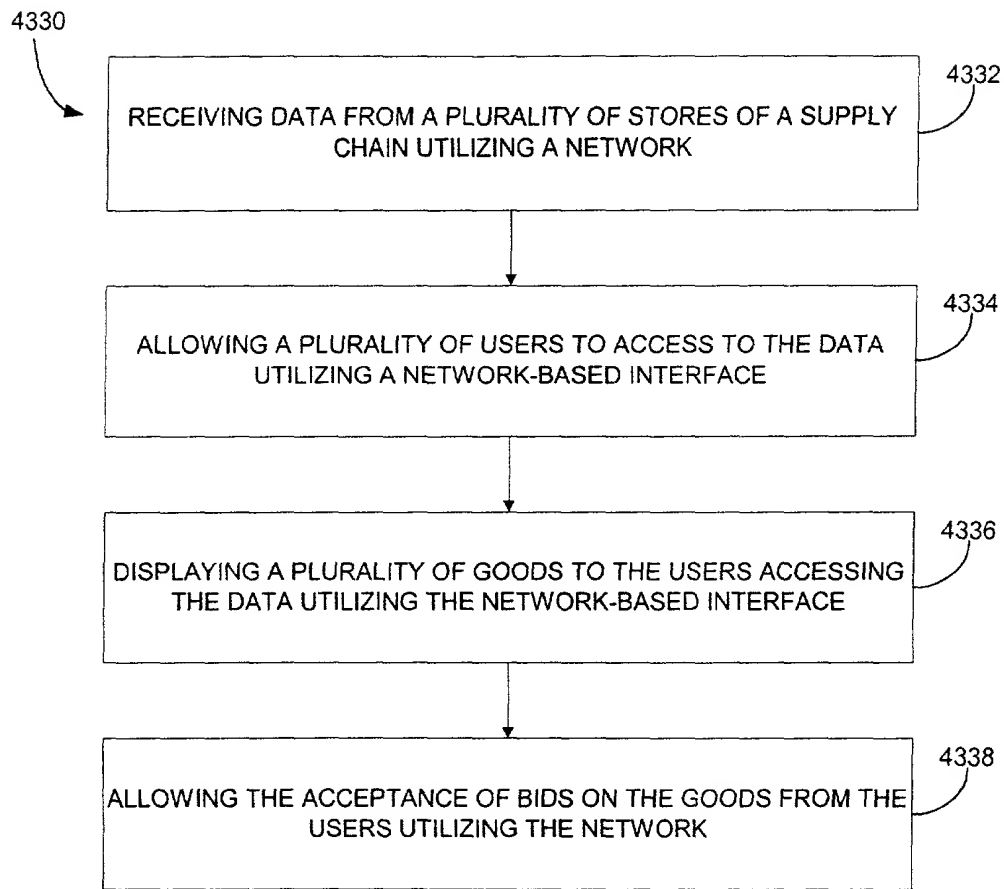 4330
4332
RECEIVING DATA FROM A PLURALITY OF STORES OF A SUPPLY
CHAIN UTILIZING A NETWORK
4334
ALLOWING A PLURALITY OF USERS TO ACCESS TO THE DATA
UTILIZING A NETWORK-BASED INTERFACE
4336
DISPLAYING A PLURALITY OF GOODS TO THE USERS ACCESSING
THE DATA UTILIZING THE NETWORK-BASED INTERFACE
4338
ALLOWING THE ACCEPTANCE OF BIDS ON THE GOODS FROM THE
USERS UTILIZING THE NETWORK